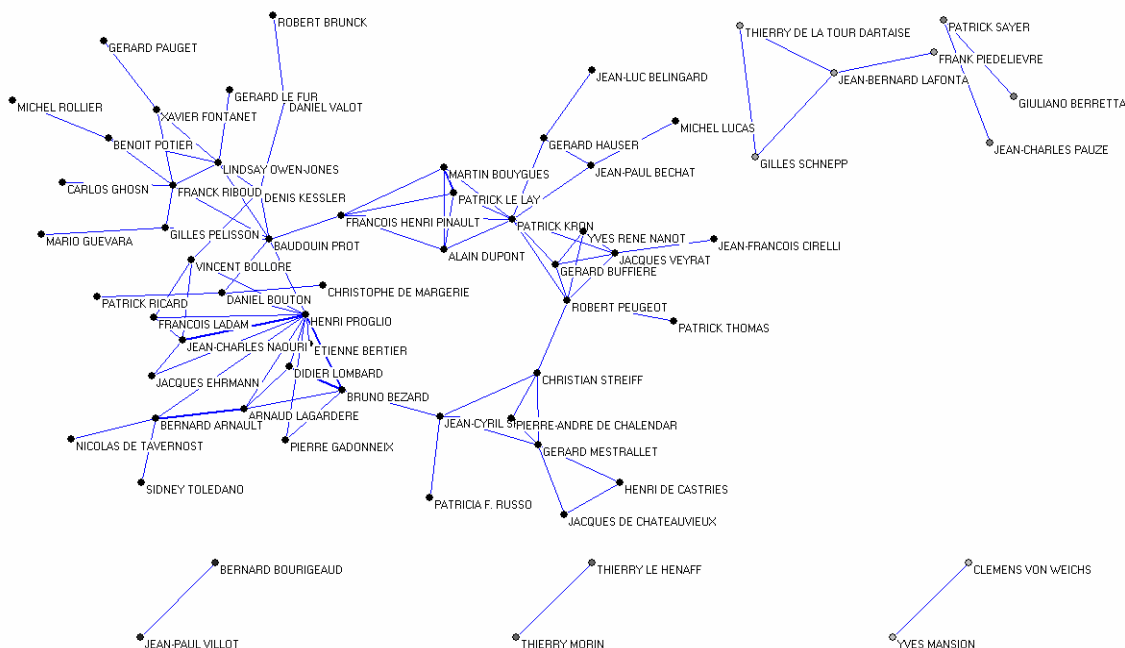 ROBERT BRUNCK
THIERRY DE LA TOUR DARTAISE
PATRICK SAYER
GERARD PAUGET
FRANK PIEDELIEVRE
JEAN-LUC BELINGARD
JEAN-BERNARD LAFONTA
GERARD LE FUR
GIULIANO BERRETTA
MICHEL ROLLIER
DANIEL VALOT
XAVIER FONTANET
MICHEL LUCAS
BENOIT POTIER
GERARD HAUSER
JEAN-CHARLES PAUZE
GILLES SCHNEPP
LINDSAY OWEN-JONES
JEAN-PAUL BECHAT
MARTIN BOUYGUES
CARLOS GHOSN
FRANCK RIBOUD
DENIS KESSLER
PATRICK LE LAY
FRANCOIS HENRI PINAULT
PATRICK KRON
MARIO GUEVARA
GILLES PELISSON
YVES RENE NANOT
BAUDOUIN PROT
JEAN-FRANCOIS CIRELLI
ALAIN DUPONT
JACQUES VEYRAT
VINCENT BOLLORE
GERARD BUFFIERE
CHRISTOPHE DE MARGERIE
PATRICK RICARD
DANIEL BOUTON
ROBERT PEUGEOT
FRANCOIS LADAM
HENRI PROGLIO
PATRICK THOMAS
JEAN-CHARLES NAOURI
ETIENNE BERTIER
DIDIER LOMBARD
JACQUES EHRMANN
CHRISTIAN STREIFF
BRUNO BEZARD
ARNAUD LAGARDERE
BERNARD ARNAULT
JEAN-CYRIL
PIERRE-ANDRE DE CHALENDAR
NICOLAS DE TAVERNOST
PIERRE GADONNEIX
GERARD MESTRALLET
SIDNEY TOLEDANO
HENRI DE CASTRIES
PATRICIA F. RUSSO
JACQUES DE CHATEAUVIEUX
BERNARD BOURIGEAUD
THIERRY LE HENAFF
CLEMENS VON WEICHS
JEAN-PAUL VILLOT
THIERRY MORIN
YVES MANSION